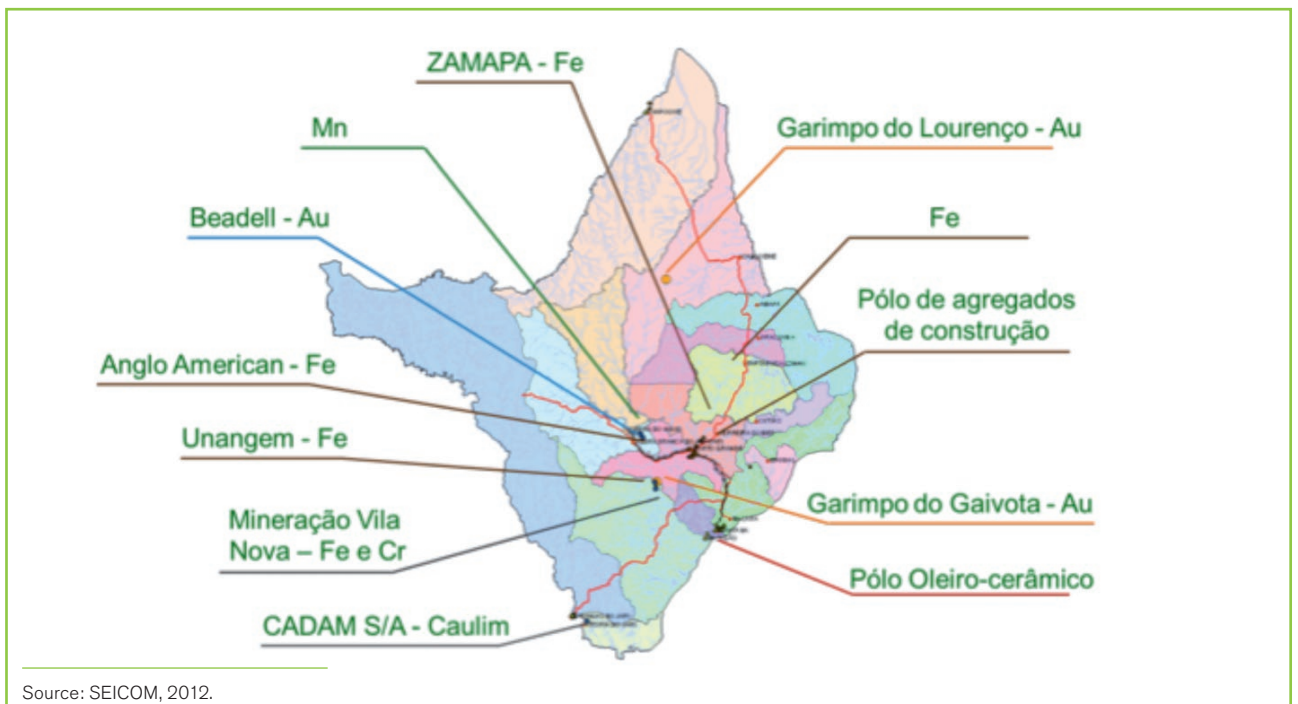 ZAMAPA - Fe
Mn
Garimpo do Lourenço - Au
Beadell - Au
Fe
Pólo de agregados
de construção
Anglo American - Fe
Unangem - Fe
Garimpo do Gaivota - Au
Mineração Vila
Nova – Fe e Cr
Pólo Oleiro-cerâmico
CADAM S/A - Caulim
Source: SEICOM, 2012.